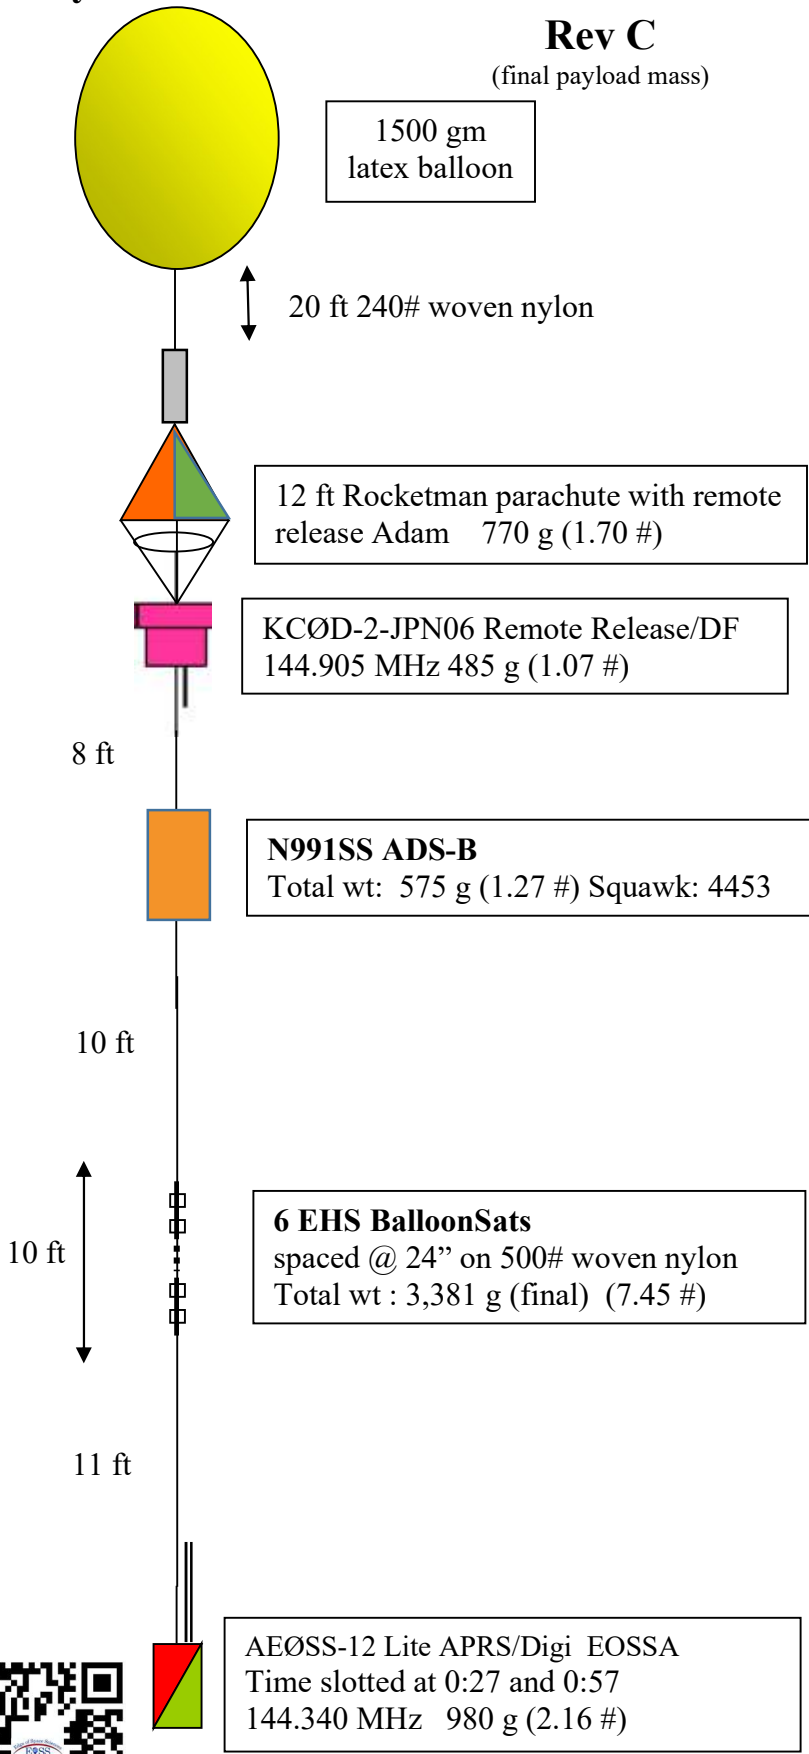 Rev C
(final payload mass)
1500 gm
latex balloon
20 ft 240# woven nylon
12 ft Rocketman parachute with remote
release Adam 770 g (1.70 #)
KCØD-2-JPN06 Remote Release/DF
144.905 MHz 485 g (1.07 #)
8 ft
N991SS ADS-B
Total wt: 575 g (1.27 #) Squawk: 4453
10 ft
6 EHS BalloonSats
spaced @ 24” on 500# woven nylon
Total wt : 3,381 g (final) (7.45 #)
10 ft
11 ft
AEØSS-12 Lite APRS/Digi EOSSA
Time slotted at 0:27 and 0:57
144.340 MHz 980 g (2.16 #)
EOSS